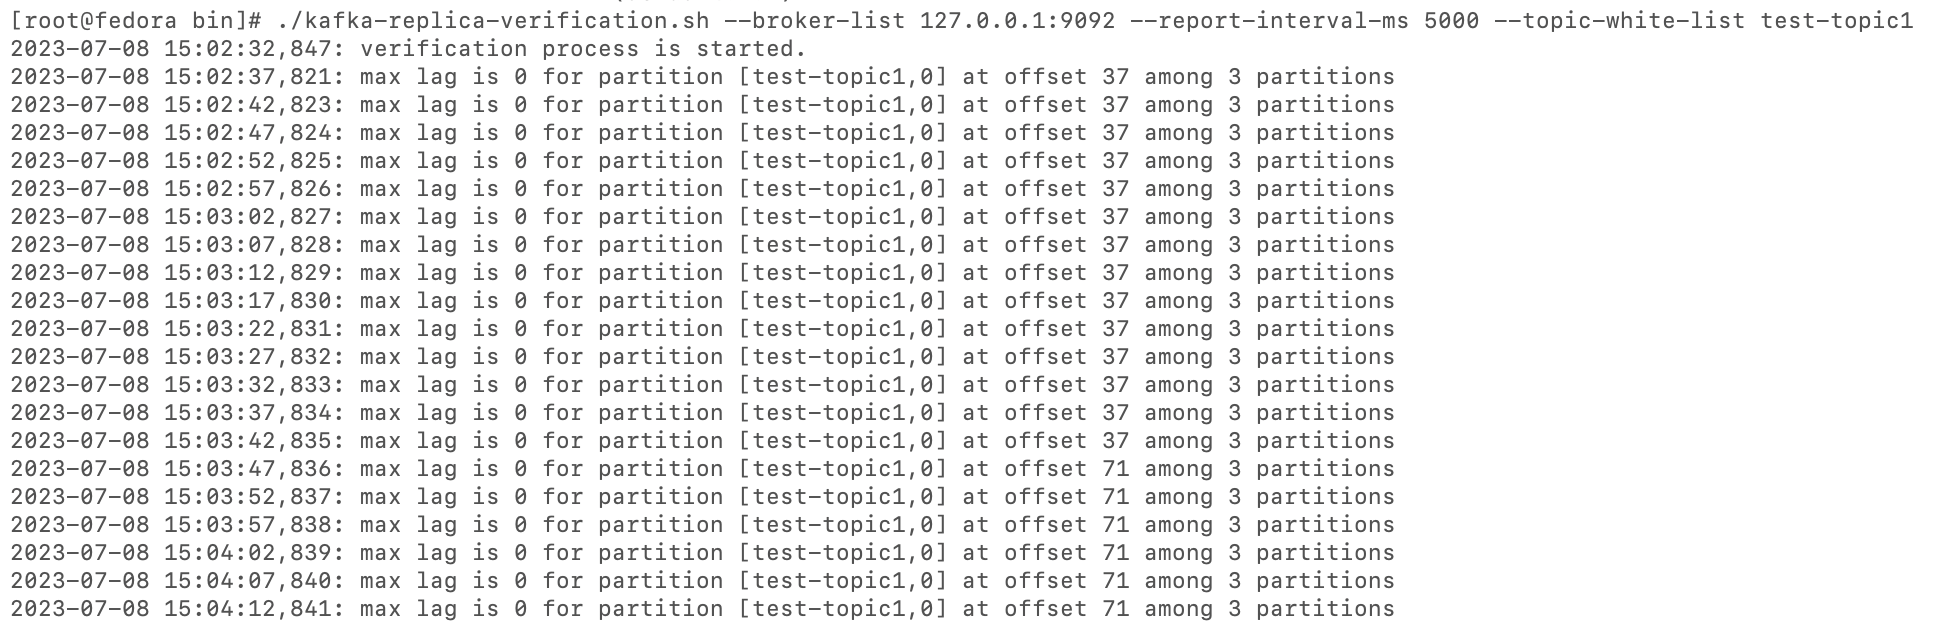 [root@fedora bin]# ./kafka-replica-verification.sh --broker-list 127.0.0.1:9092 --report-interval-ms 5000 --topic-white-list test-topic1
2023-07-08 15:02:32,847: verification process is started.
2023-07-08 15:02:37,821: max lag is 0 for partition [test-topic1,0] at offset 37 among 3 partitions
2023-07-08 15:02:42,823: max lag is 0 for partition [test-topic1,0] at offset 37 among 3 partitions
2023-07-08 15:02:47,824: max lag is 0 for partition [test-topic1,0] at offset 37 among 3 partitions
2023-07-08 15:02:52,825: max lag is 0 for partition [test-topic1,0] at offset 37 among 3 partitions
2023-07-08 15:02:57,826: max lag is 0 for partition [test-topic1,0] at offset 37 among 3 partitions
2023-07-08 15:03:02,827: max lag is 0 for partition [test-topic1,0] at offset 37 among 3 partitions
2023-07-08 15:03:07,828: max lag is 0 for partition [test-topic1,0] at offset 37 among 3 partitions
2023-07-08 15:03:12,829: max lag is 0 for partition [test-topic1,0] at offset 37 among 3 partitions
2023-07-08 15:03:17,830: max lag is 0 for partition [test-topic1,0] at offset 37 among 3 partitions
2023-07-08 15:03:22,831: max lag is 0 for partition [test-topic1,0] at offset 37 among 3 partitions
2023-07-08 15:03:27,832: max lag is 0 for partition [test-topic1,0] at offset 37 among 3 partitions
2023-07-08 15:03:32,833: max lag is 0 for partition [test-topic1,0] at offset 37 among 3 partitions
2023-07-08 15:03:37,834: max lag is 0 for partition [test-topic1,0] at offset 37 among 3 partitions
2023-07-08 15:03:42,835: max lag is 0 for partition [test-topic1,0] at offset 37 among 3 partitions
2023-07-08 15:03:47,836: max lag is 0 for partition [test-topic1,0] at offset 71 among 3 partitions
2023-07-08 15:03:52,837: max lag is 0 for partition [test-topic1,0] at offset 71 among 3 partitions
2023-07-08 15:03:57,838: max lag is 0 for partition [test-topic1,0] at offset 71 among 3 partitions
2023-07-08 15:04:02,839: max lag is 0 for partition [test-topic1,0] at offset 71 among 3 partitions
2023-07-08 15:04:07,840: max lag is 0 for partition [test-topic1,0] at offset 71 among 3 partitions
2023-07-08 15:04:12,841: max lag is 0 for partition [test-topic1,0] at offset 71 among 3 partitions